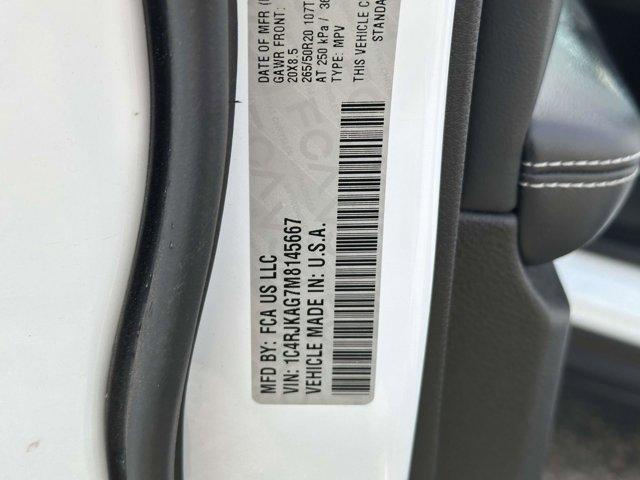 DATE OF MFR
GAWR FRONT:
20X8.5
265/50R20 107T
AT 250 kPa /
TYPE: MPV
THIS VEHICLE
STANDA
MFD BY: FCA US LLC
VIN: 1C4RJKAG7M8145667
VEHICLE MADE IN: U.S.A.
FCA